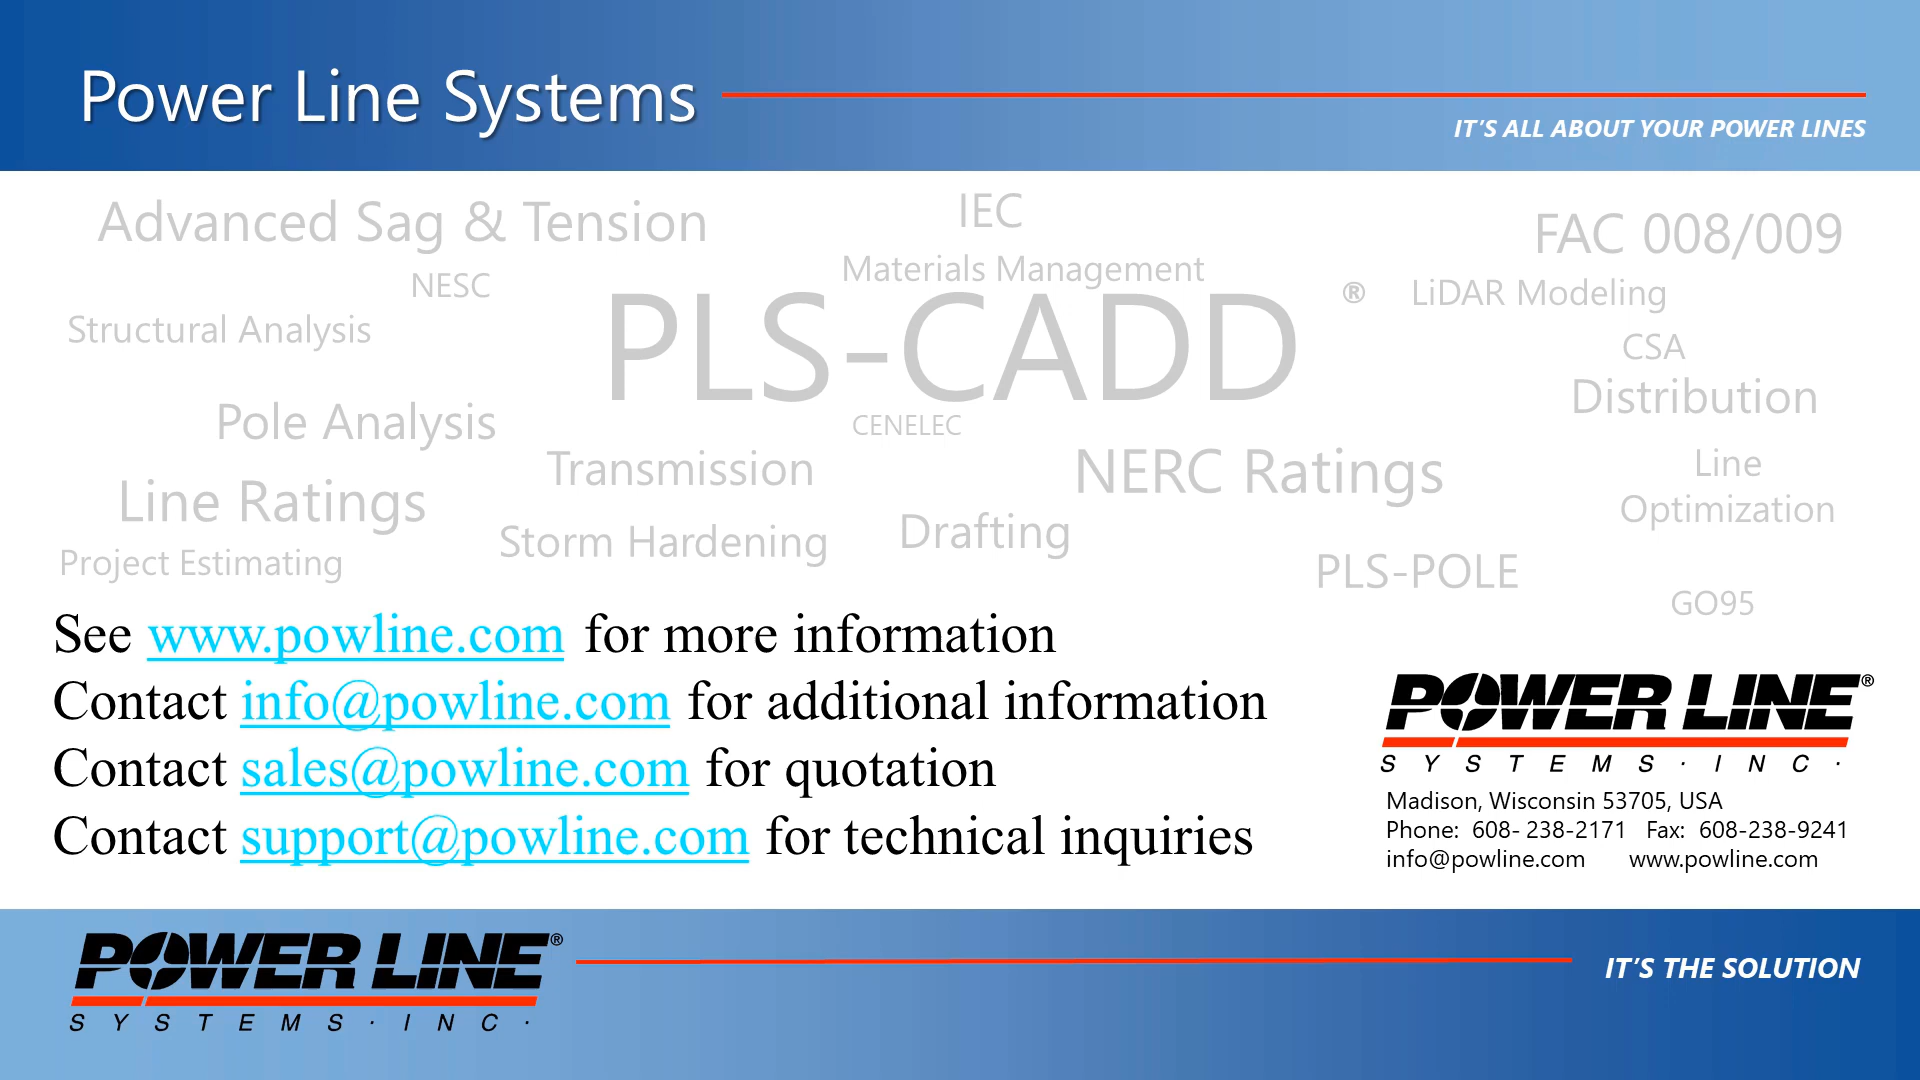 Power Line Systems
IT'S ALL ABOUT YOUR POWER LINES
Advanced Sag & Tension
IEC
FAC 008/009
Materials Management
NESC
LiDAR Modeling
PLS-CADD ®
Structural Analysis
CSA
Distribution
Pole Analysis
CENELEC
Transmission
NERC Ratings
Line
Optimization
Line Ratings
Storm Hardening
Drafting
Project Estimating
PLS-POLE
GO95
See www.powline.com for more information
Contact info@powline.com for additional information
Contact sales@powline.com for quotation
Contact support@powline.com for technical inquiries
POWER LINE®
SYSTEMS·INC·
Madison, Wisconsin 53705, USA
Phone: 608- 238-2171 Fax: 608-238-9241
info@powline.com www.powline.com
POWER LINE®
SYSTEMS·INC·
IT'S THE SOLUTION